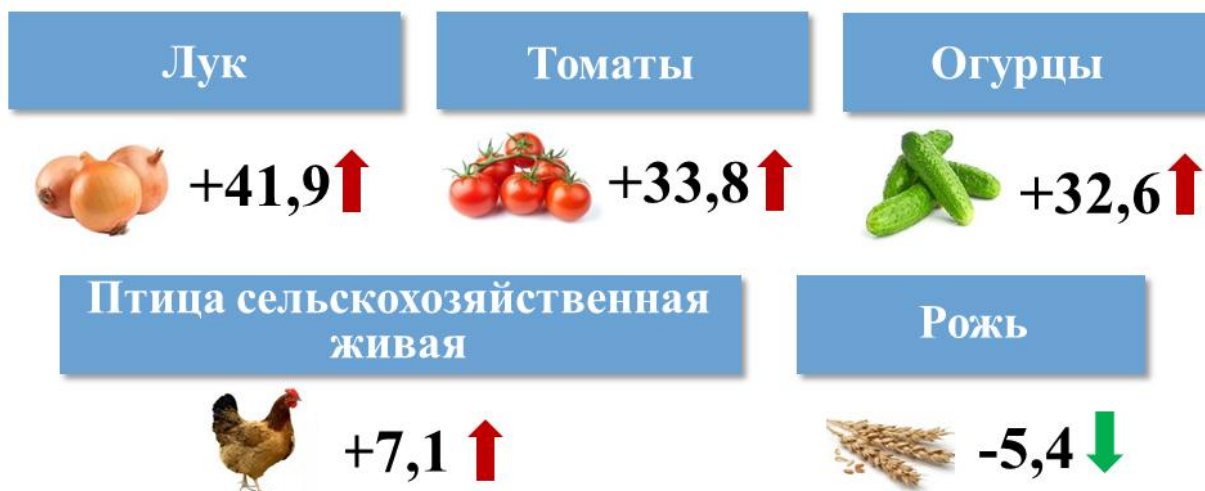 Лук
Томаты
Огурцы
+41,9
+33,8
+32,6
Птица сельскохозяйственная
живая
Рожь
+7,1
-5,4